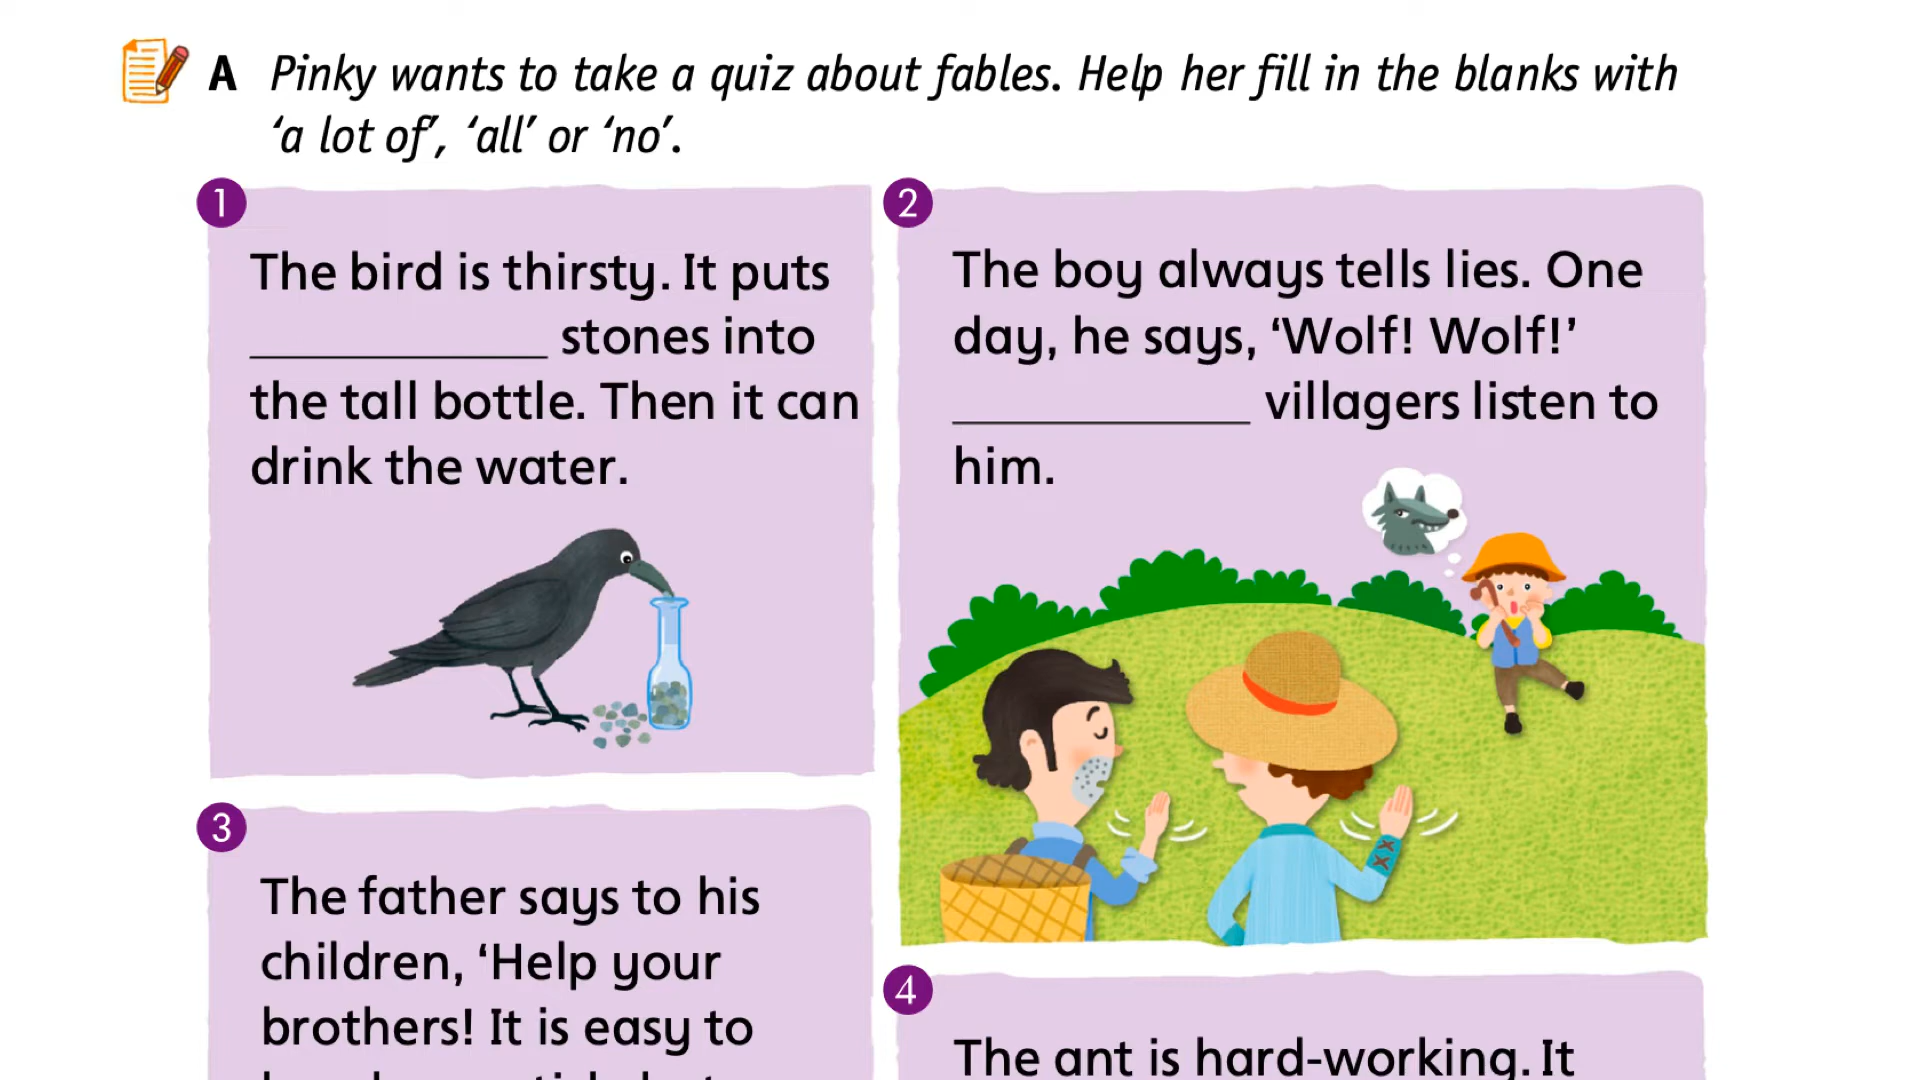 A Pinky wants to take a quiz about fables. Help her fill in the blanks with
‘a lot of’, ‘all’ or ‘no’.
1
The bird is thirsty. It puts
____________ stones into
the tall bottle. Then it can
drink the water.
2
The boy always tells lies. One
day, he says, ‘Wolf! Wolf!’
____________ villagers listen to
him.
3
The father says to his
children, ‘Help your
brothers! It is easy to
4
The ant is hard-working. It